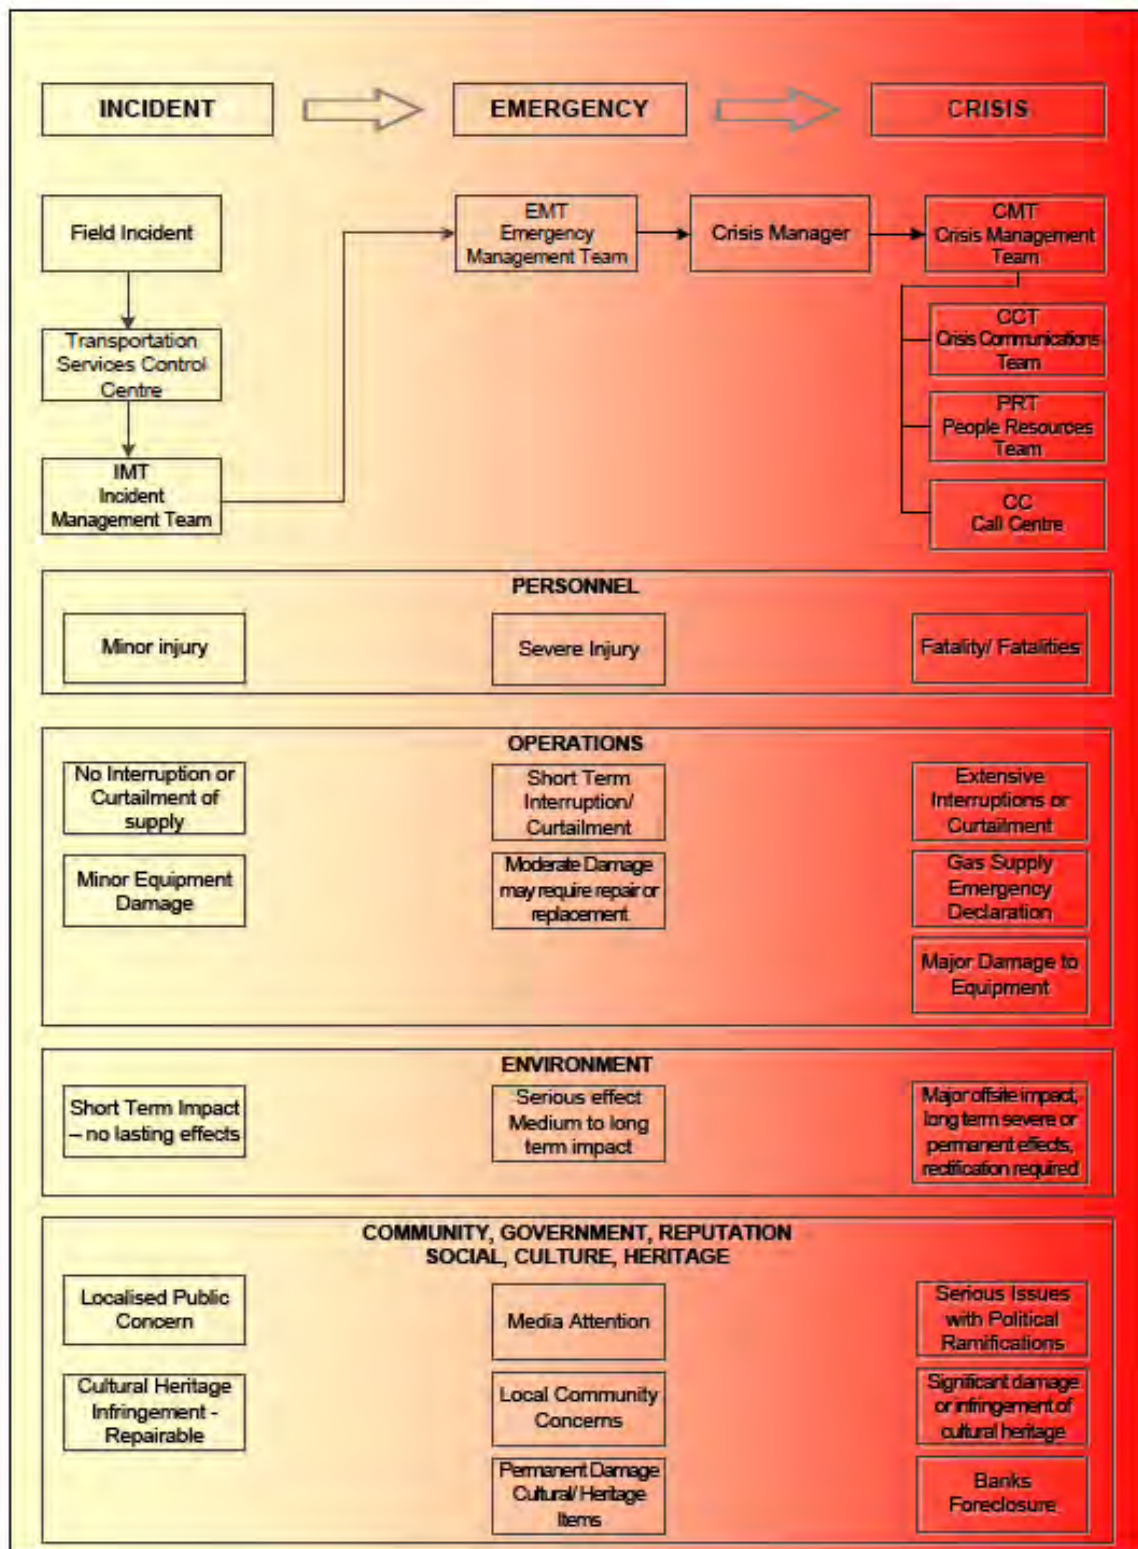 INCIDENT
EMERGENCY
CRISIS
Field Incident
Transportation
Services Control
Centre
IMT
Incident
Management Team
EMT
Emergency
Management Team
Crisis Manager
CMT
Crisis Management
Team
CCT
Crisis Communications
Team
PRT
People Resources
Team
CC
Call Centre
PERSONNEL
Minor injury
Severe Injury
Fatality/ Fatalities
OPERATIONS
No Interruption or
Curtailment of
supply
Short Term
Interruption/
Curtailment
Extensive
Interruptions or
Curtailment
Minor Equipment
Damage
Moderate Damage
may require repair or
replacement
Gas Supply
Emergency
Declaration
Major Damage to
Equipment
ENVIRONMENT
Short Term Impact
– no lasting effects
Serious effect
Medium to long
term impact
Major offsite impact,
long term severe or
permanent effects,
rectification required
COMMUNITY, GOVERNMENT, REPUTATION
SOCIAL, CULTURE, HERITAGE
Localised Public
Concern
Media Attention
Serious Issues
with Political
Ramifications
Cultural Heritage
Infringement -
Repairable
Local Community
Concerns
Significant damage
or infringement of
cultural heritage
Permanent Damage
Cultural/ Heritage
Items
Banks
Foreclosure